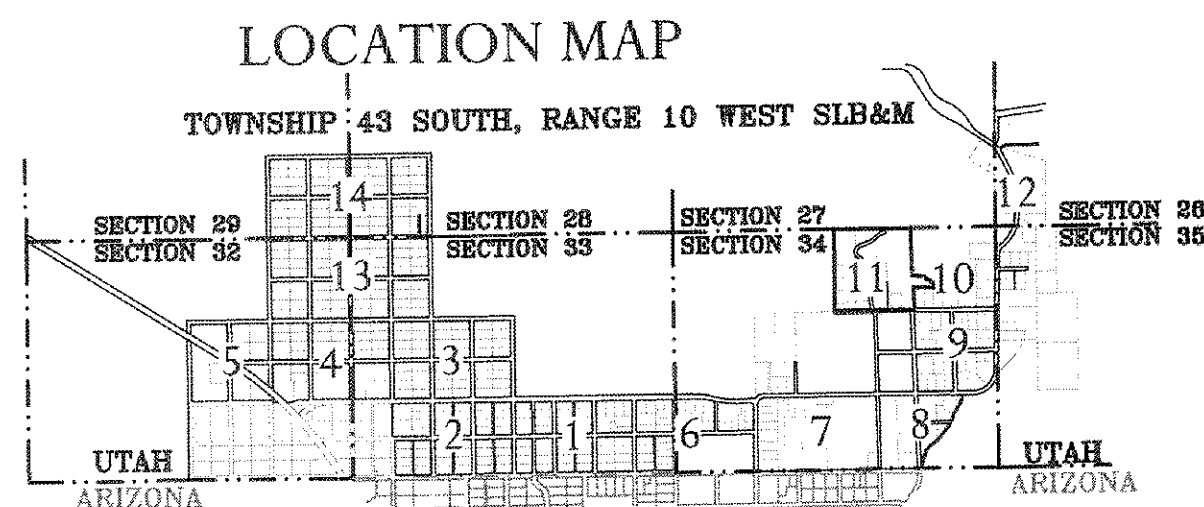 LOCATION MAP
TOWNSHIP 43 SOUTH, RANGE 10 WEST SLB&M
14
12
SECTION 29
SECTION 28
SECTION 27
SECTION 26
SECTION 32
SECTION 33
SECTION 34
SECTION 35
13
11
10
5
4
3
9
2
1
6
7
8
UTAH
UTAH
ARIZONA
ARIZONA